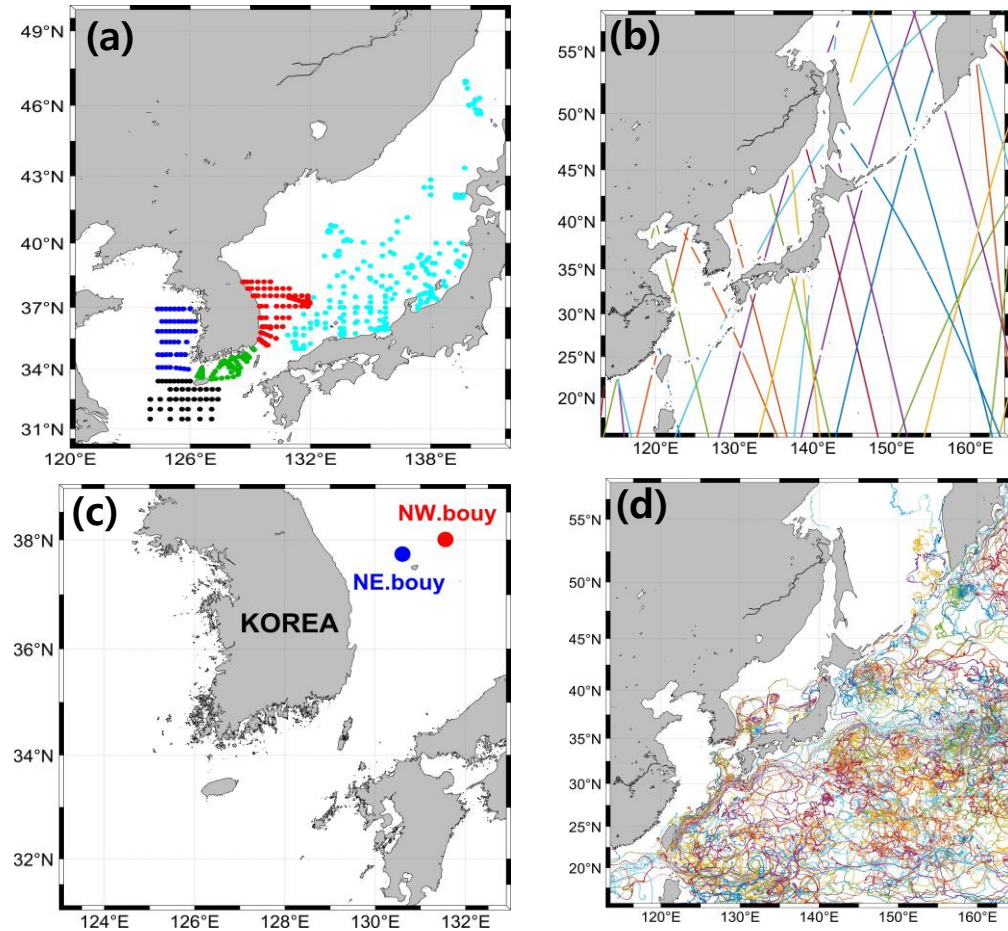 (a)
49°N
46°N
43°N
40°N
37°N
34°N
31°N
120°E 126°E 132°E 138°E
(b)
55°N
50°N
45°N
40°N
35°N
30°N
25°N
20°N
120°E 130°E 140°E 150°E 160°E
(c)
NW.bouy
NE.bouy
KOREA
38°N
36°N
34°N
32°N
124°E 126°E 128°E 130°E 132°E
(d)
55°N
50°N
45°N
40°N
35°N
30°N
25°N
20°N
120°E 130°E 140°E 150°E 160°E